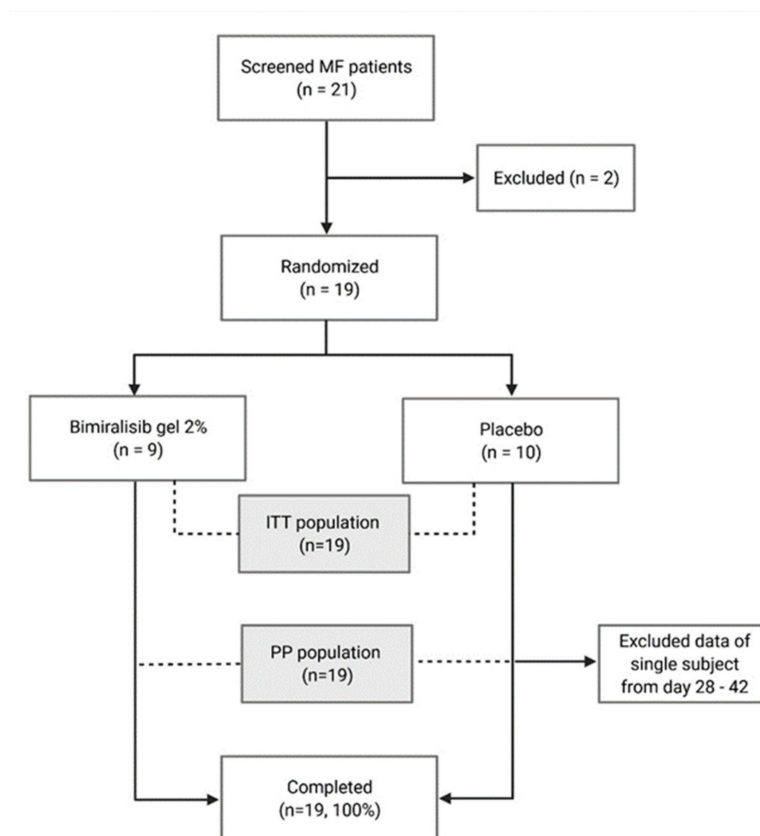 Screened MF patients
(n = 21)
Excluded (n = 2)
Randomized
(n = 19)
Bimiralisib gel 2%
(n = 9)
Placebo
(n = 10)
ITT population
(n=19)
PP population
(n=19)
Excluded data of
single subject
from day 28 - 42
Completed
(n=19, 100%)